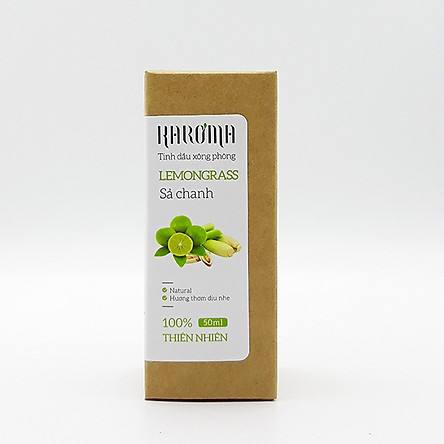 KAROMA
Tinh dầu xông phòng
LEMONGRASS
Sả chanh
Natural
Hương thơm dịu nhẹ
100% 50ml
THIÊN NHIÊN